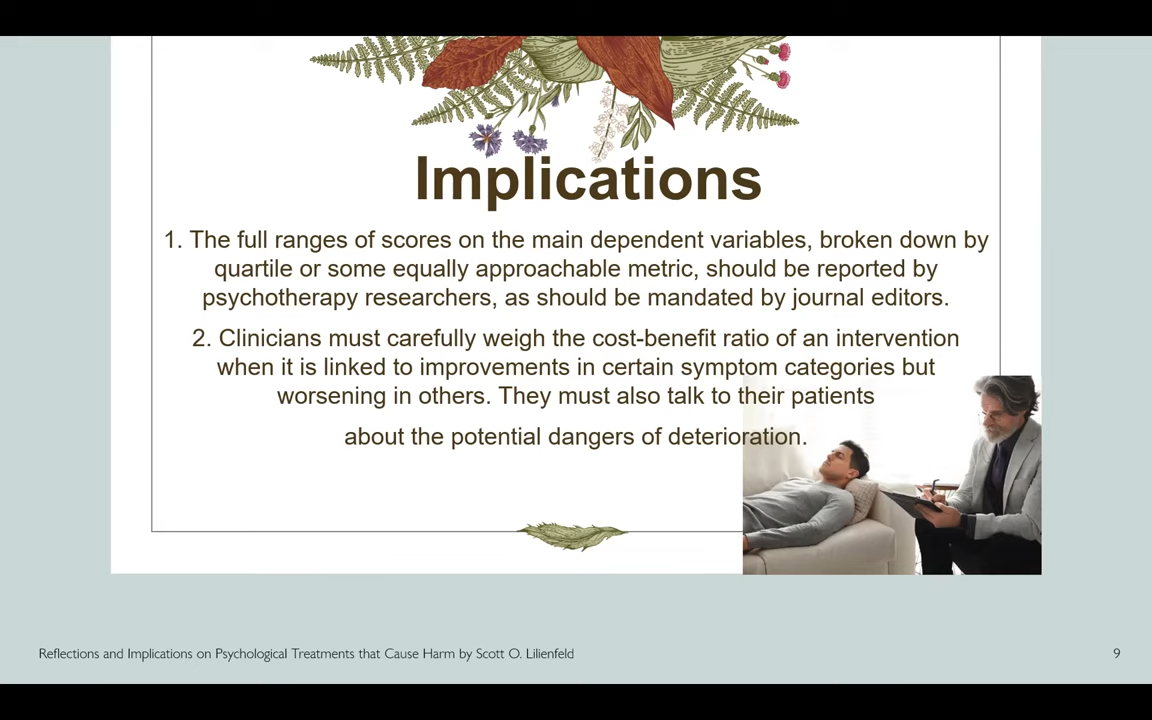 Implications
1. The full ranges of scores on the main dependent variables, broken down by
quartile or some equally approachable metric, should be reported by
psychotherapy researchers, as should be mandated by journal editors.
2. Clinicians must carefully weigh the cost-benefit ratio of an intervention
when it is linked to improvements in certain symptom categories but
worsening in others. They must also talk to their patients
about the potential dangers of deterioration.
Reflections and Implications on Psychological Treatments that Cause Harm by Scott O. Lilienfeld
9